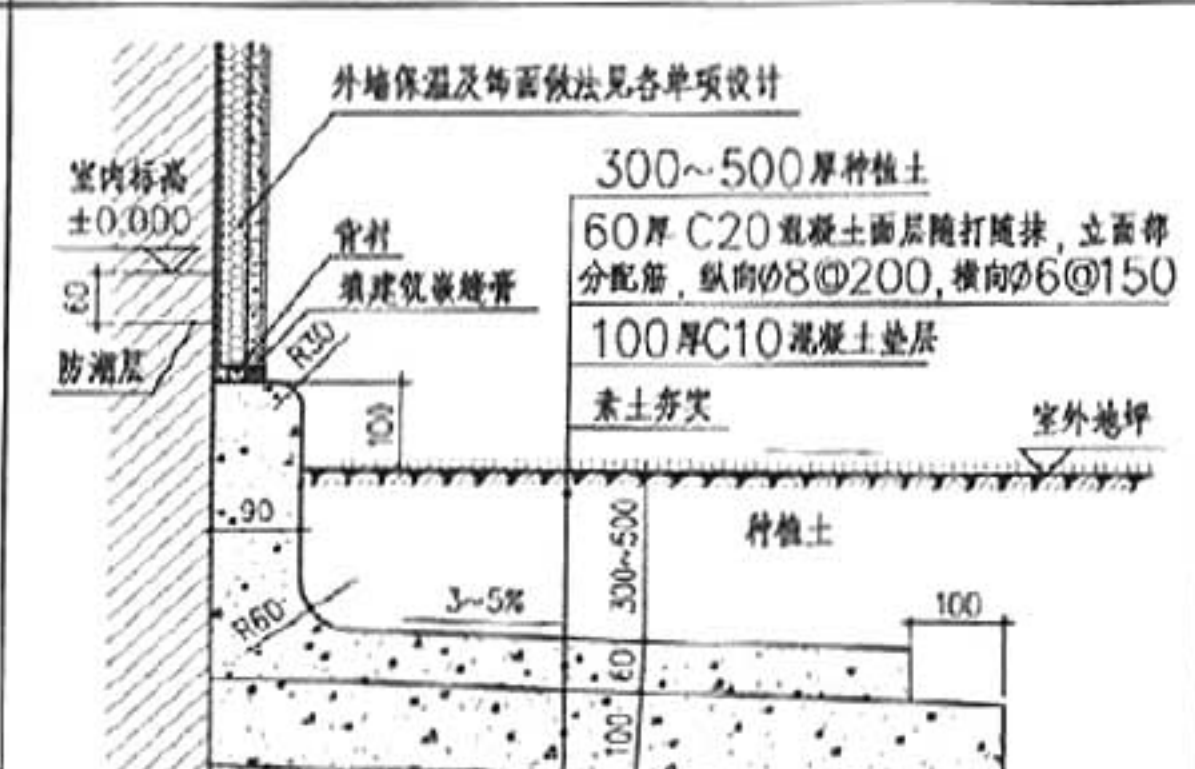 外墙保温及饰面做法见各单项设计
室内标高
±0.000
300~500厚种植土
60厚 C20 混凝土面层随打随抹，立面部
分配筋，纵向Ø8@200,横向Ø6@150
背衬
填建筑嵌缝膏
60
R30
100厚C10混凝土垫层
防潮层
素土夯实
100
室外地坪
90
种植土
300~500
3~5%
100
R60
60
100